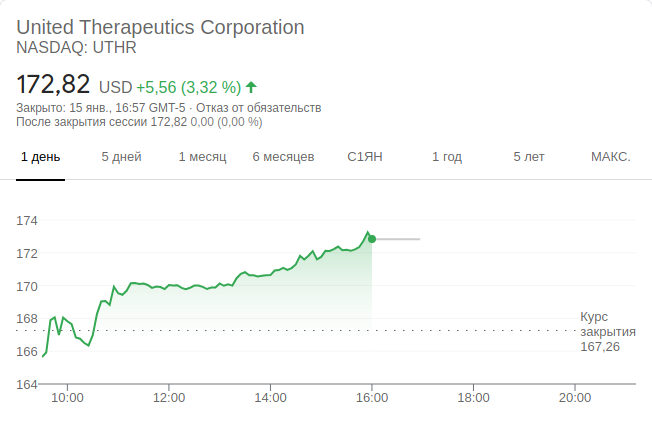 United Therapeutics Corporation
NASDAQ: UTHR
172,82 USD +5,56 (3,32 %)
Закрыто: 15 янв., 16:57 GMT-5 · Отказ от обязательств
После закрытия сессии 172,82 0,00 (0,00 %)
1 день 5 дней 1 месяц 6 месяцев С1ЯН 1 год 5 лет МАКС.
174
172
170
168
166
164
Курс
закрытия
167,26
10:00 12:00 14:00 16:00 18:00 20:00